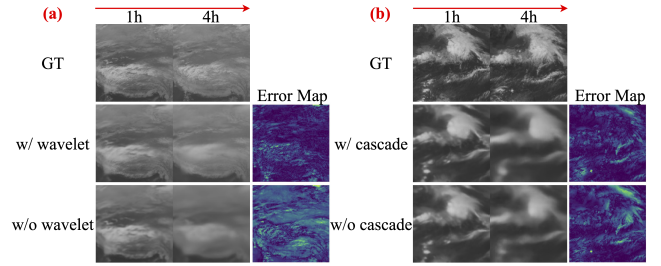 (a)
1h 4h
GT
Error Map
w/ wavelet
w/o wavelet
(b)
1h 4h
GT
Error Map
w/ cascade
w/o cascade